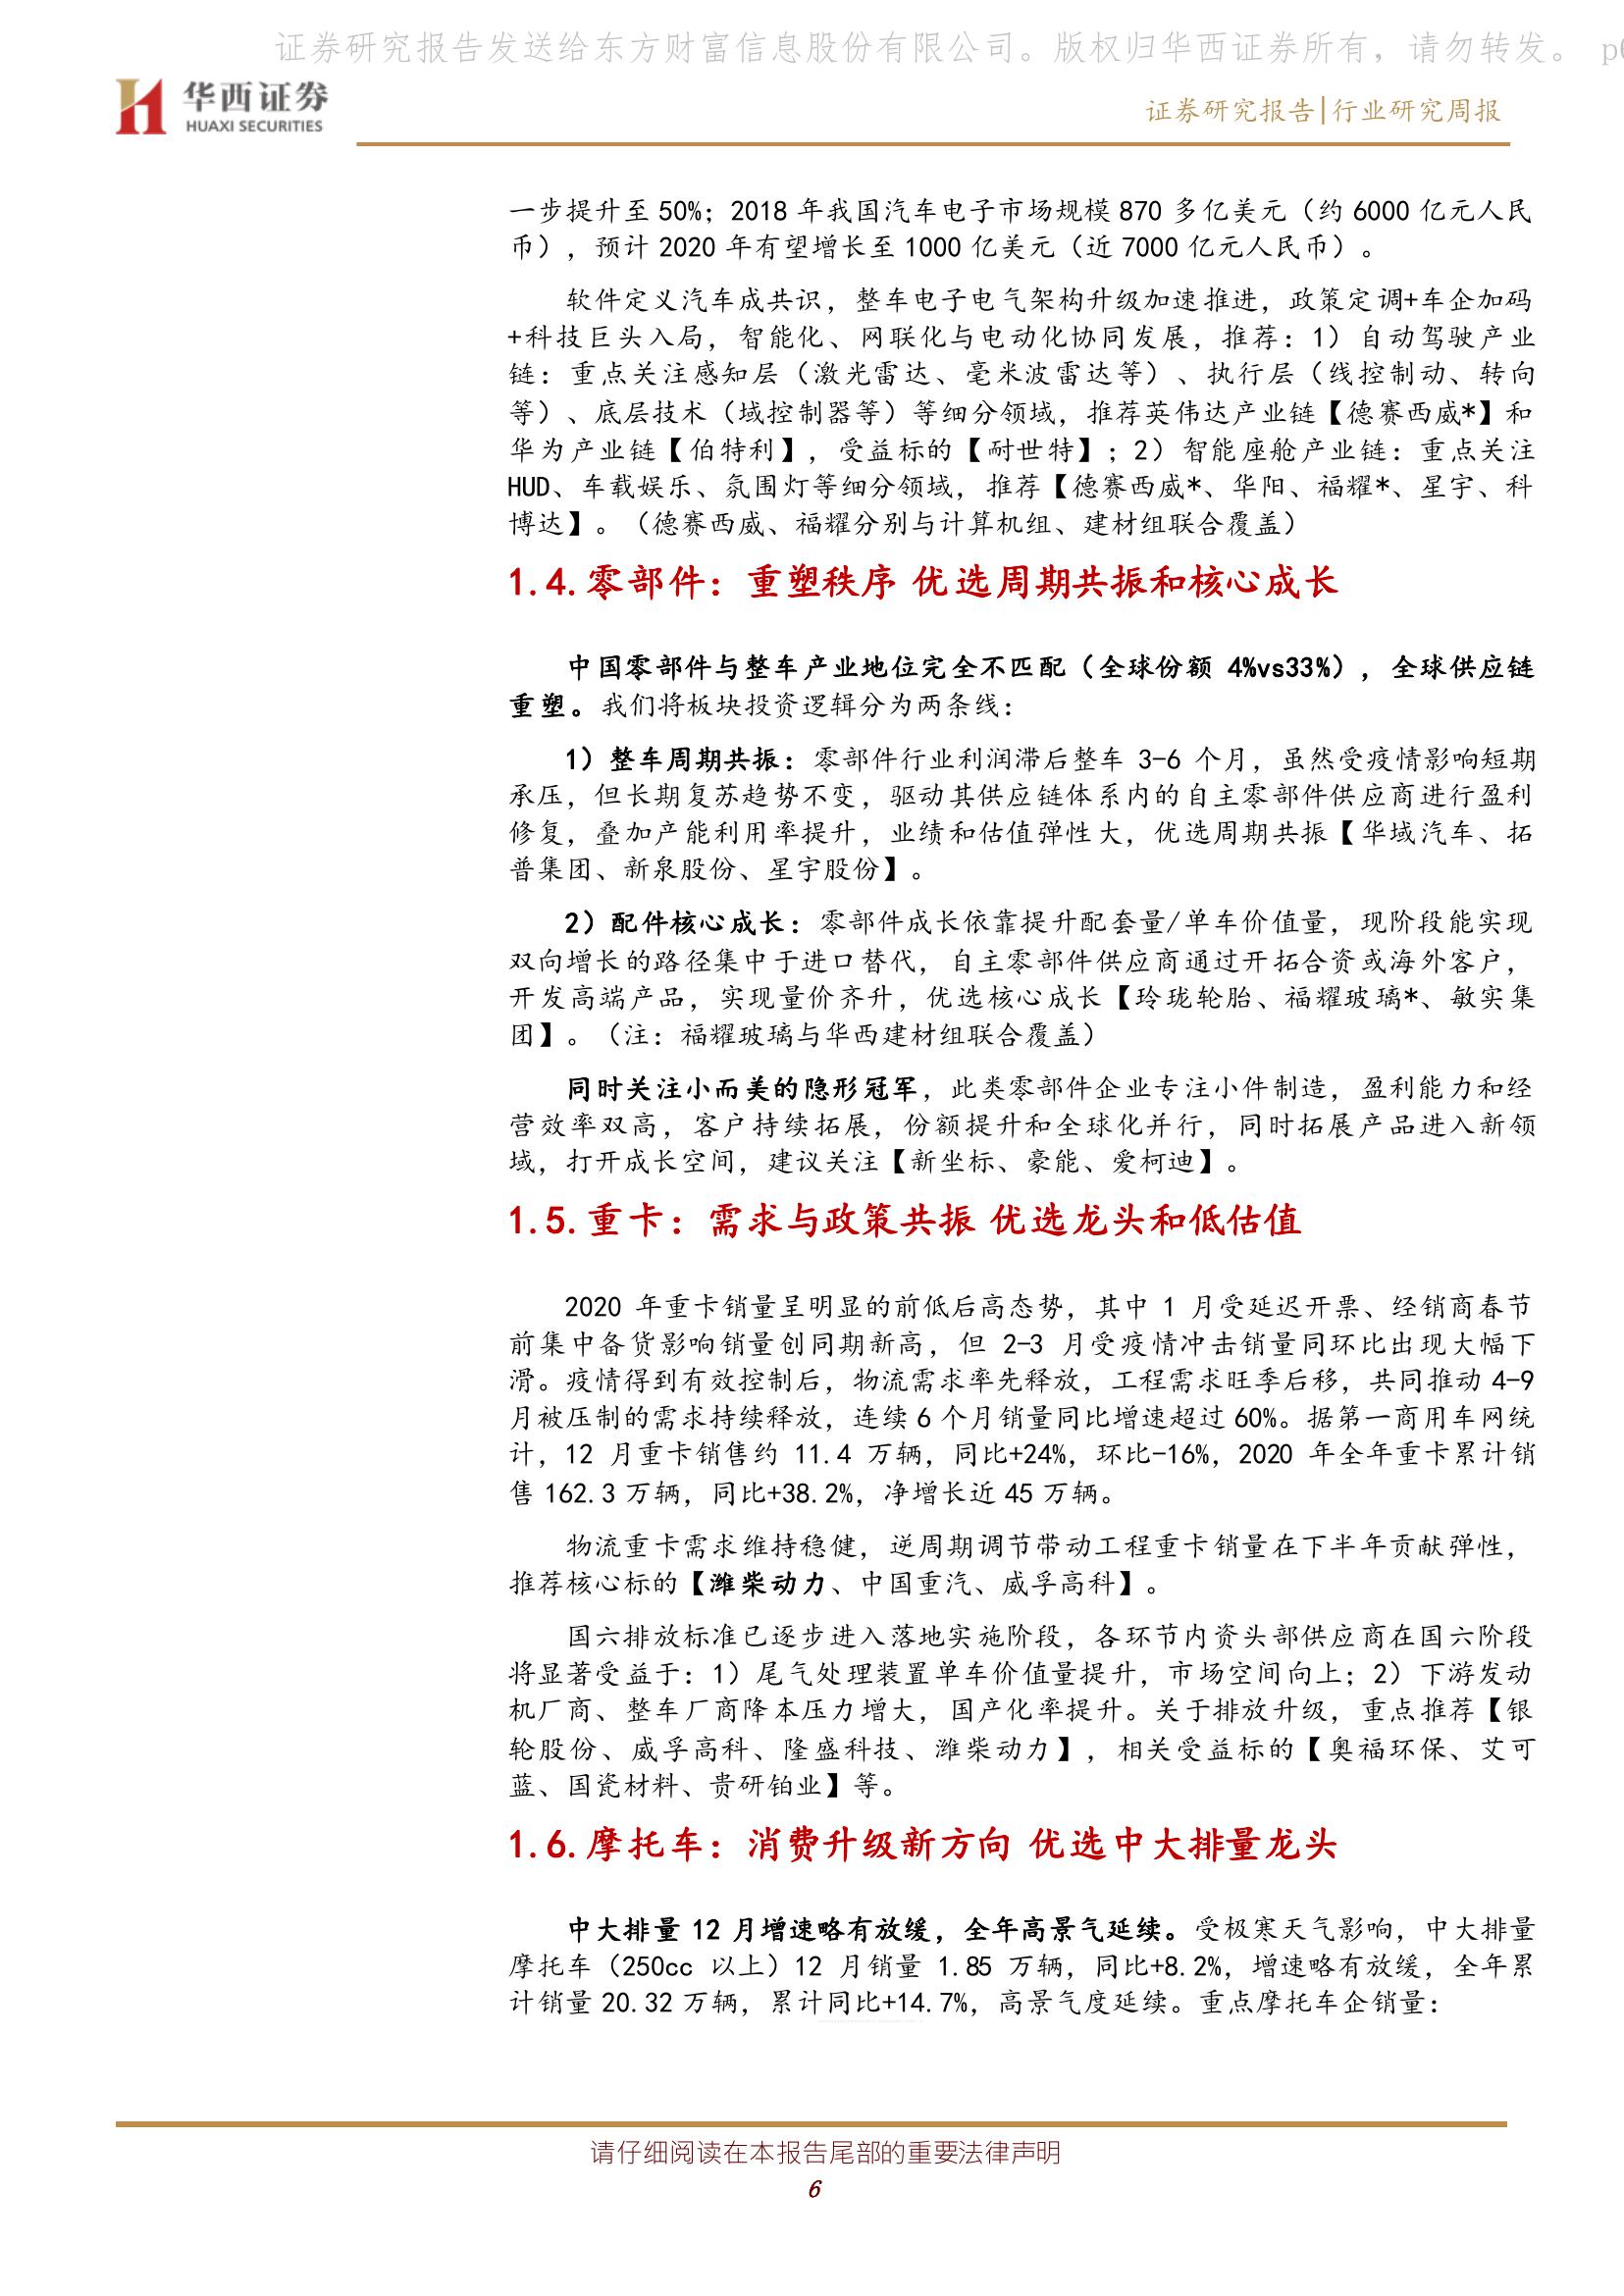 证券研究报告发送给东方财富信息股份有限公司。版权归华西证券所有，请勿转发。 p6
华西证券
HUAXI SECURITIES
证券研究报告|行业研究周报
一步提升至 50%；2018 年我国汽车电子市场规模 870 多亿美元（约 6000 亿元人民
币），预计 2020 年有望增长至 1000 亿美元（近 7000 亿元人民币）。
软件定义汽车成共识，整车电子电气架构升级加速推进，政策定调+车企加码
+科技巨头入局，智能化、网联化与电动化协同发展，推荐：1）自动驾驶产业
链：重点关注感知层（激光雷达、毫米波雷达等）、执行层（线控制动、转向
等）、底层技术（域控制器等）等细分领域，推荐英伟达产业链【德赛西威*】和
华为产业链【伯特利】，受益标的【耐世特】；2）智能座舱产业链：重点关注
HUD、车载娱乐、氛围灯等细分领域，推荐【德赛西威*、华阳、福耀*、星宇、科
博达】。（德赛西威、福耀分别与计算机组、建材组联合覆盖）
1.4.零部件：重塑秩序 优选周期共振和核心成长
中国零部件与整车产业地位完全不匹配（全球份额 4%vs33%），全球供应链
重塑。我们将板块投资逻辑分为两条线：
1）整车周期共振：零部件行业利润滞后整车 3-6 个月，虽然受疫情影响短期
承压，但长期复苏趋势不变，驱动其供应链体系内的自主零部件供应商进行盈利
修复，叠加产能利用率提升，业绩和估值弹性大，优选周期共振【华域汽车、拓
普集团、新泉股份、星宇股份】。
2）配件核心成长：零部件成长依靠提升配套量/单车价值量，现阶段能实现
双向增长的路径集中于进口替代，自主零部件供应商通过开拓合资或海外客户，
开发高端产品，实现量价齐升，优选核心成长【玲珑轮胎、福耀玻璃*、敏实集
团】。（注：福耀玻璃与华西建材组联合覆盖）
同时关注小而美的隐形冠军，此类零部件企业专注小件制造，盈利能力和经
营效率双高，客户持续拓展，份额提升和全球化并行，同时拓展产品进入新领
域，打开成长空间，建议关注【新坐标、豪能、爱柯迪】。
1.5.重卡：需求与政策共振 优选龙头和低估值
2020 年重卡销量呈明显的前低后高态势，其中 1 月受延迟开票、经销商春节
前集中备货影响销量创同期新高，但 2-3 月受疫情冲击销量同环比出现大幅下
滑。疫情得到有效控制后，物流需求率先释放，工程需求旺季后移，共同推动 4-9
月被压制的需求持续释放，连续 6 个月销量同比增速超过 60%。据第一商用车网统
计，12 月重卡销售约 11.4 万辆，同比+24%，环比-16%，2020 年全年重卡累计销
售 162.3 万辆，同比+38.2%，净增长近 45 万辆。
物流重卡需求维持稳健，逆周期调节带动工程重卡销量在下半年贡献弹性，
推荐核心标的【潍柴动力、中国重汽、威孚高科】。
国六排放标准已逐步进入落地实施阶段，各环节内资头部供应商在国六阶段
将显著受益于：1）尾气处理装置单车价值量提升，市场空间向上；2）下游发动
机厂商、整车厂商降本压力增大，国产化率提升。关于排放升级，重点推荐【银
轮股份、威孚高科、隆盛科技、潍柴动力】，相关受益标的【奥福环保、艾可
蓝、国瓷材料、贵研铂业】等。
1.6.摩托车：消费升级新方向 优选中大排量龙头
中大排量 12 月增速略有放缓，全年高景气延续。受极寒天气影响，中大排量
摩托车（250cc 以上）12 月销量 1.85 万辆，同比+8.2%，增速略有放缓，全年累
计销量 20.32 万辆，累计同比+14.7%，高景气度延续。重点摩托车企销量：
请仔细阅读在本报告尾部的重要法律声明
6